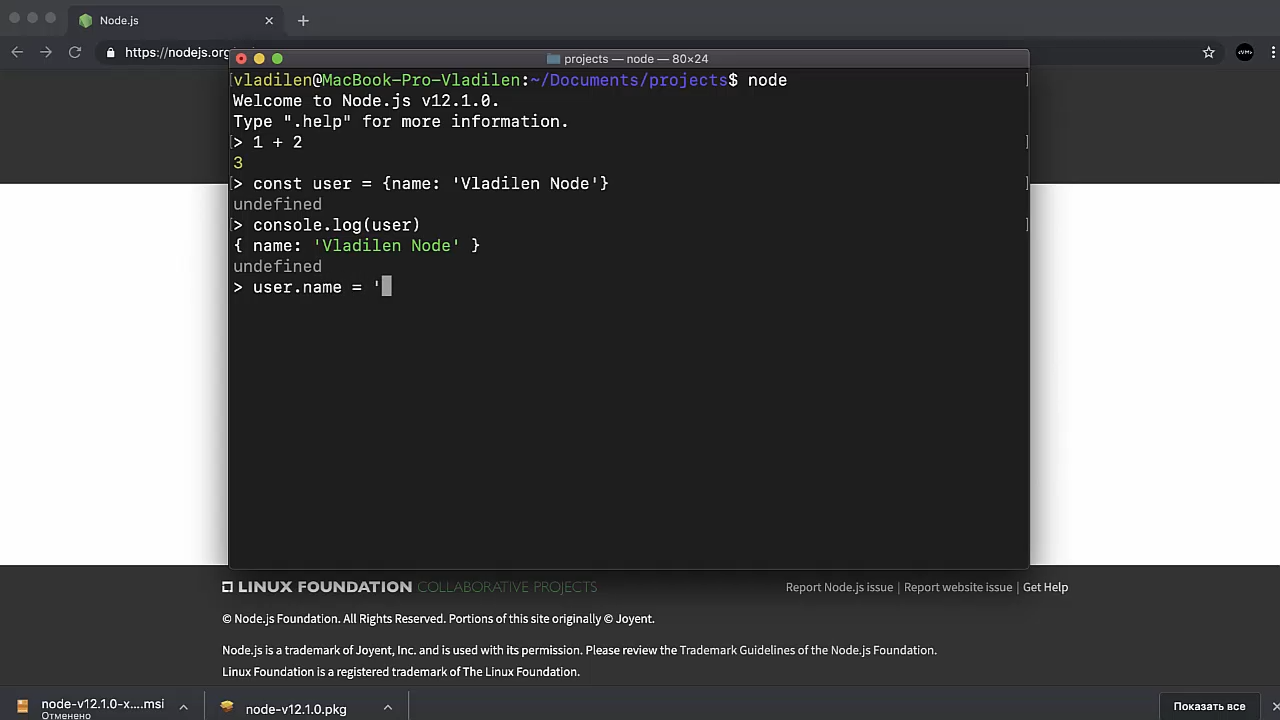 Node.js
https://nodejs.org
projects — node — 80×24
vladilen@MacBook-Pro-Vladilen:~/Documents/projects$ node
Welcome to Node.js v12.1.0.
Type ".help" for more information.
> 1 + 2
3
> const user = {name: 'Vladilen Node'}
undefined
> console.log(user)
{ name: 'Vladilen Node' }
undefined
> user.name = '
LINUX FOUNDATION COLLABORATIVE PROJECTS
Report Node.js issue | Report website issue | Get Help
© Node.js Foundation. All Rights Reserved. Portions of this site originally © Joyent.
Node.js is a trademark of Joyent, Inc. and is used with its permission. Please review the Trademark Guidelines of the Node.js Foundation.
Linux Foundation is a registered trademark of The Linux Foundation.
node-v12.1.0-x....msi
Отменено
node-v12.1.0.pkg
Показать все